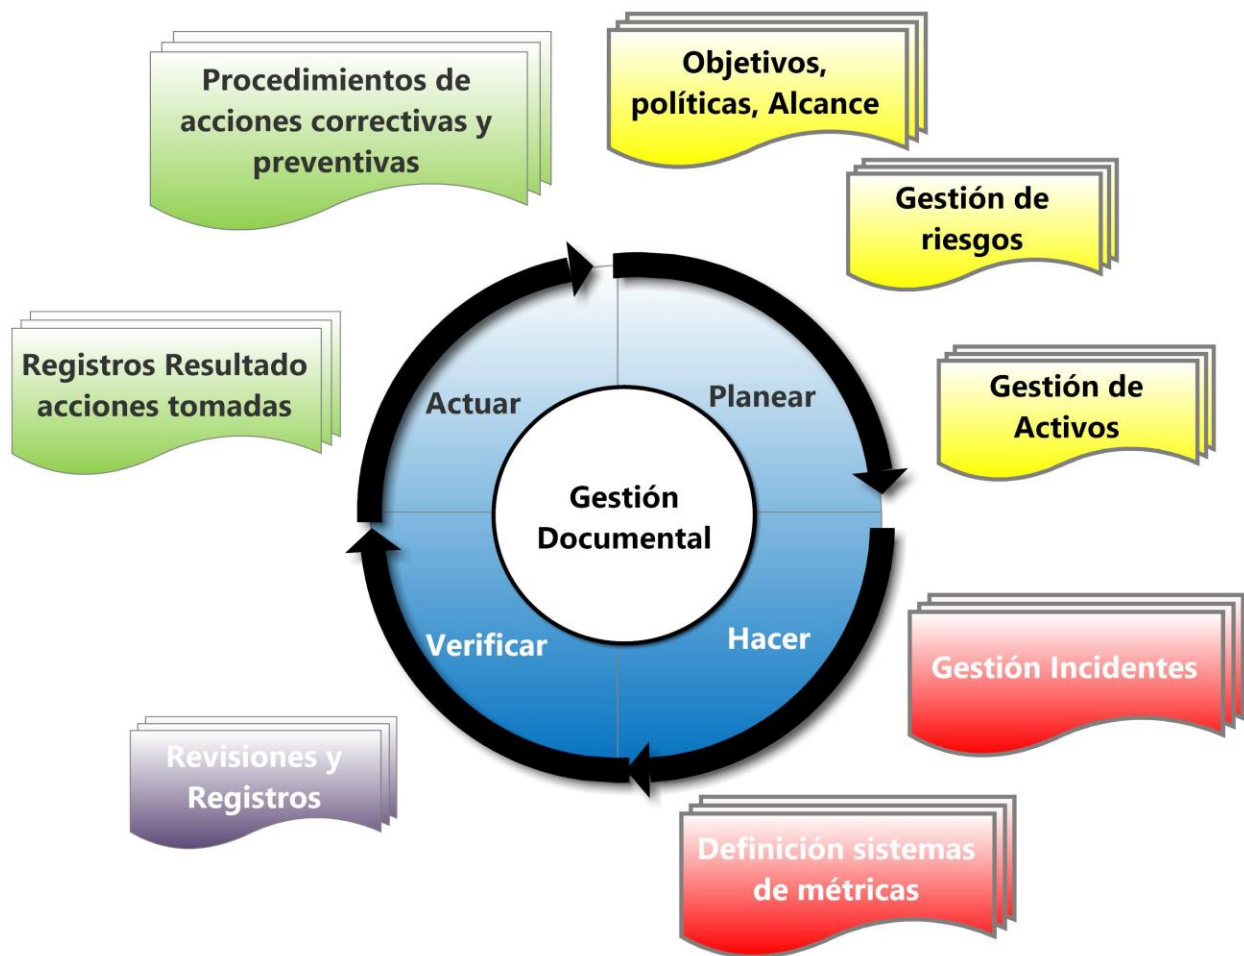 Procedimientos de
acciones correctivas y
preventivas
Objetivos,
políticas, Alcance
Gestión de
riesgos
Registros Resultado
acciones tomadas
Actuar
Planear
Gestión de
Activos
Gestión
Documental
Verificar
Hacer
Gestión Incidentes
Revisiones y
Registros
Definición sistemas
de métricas